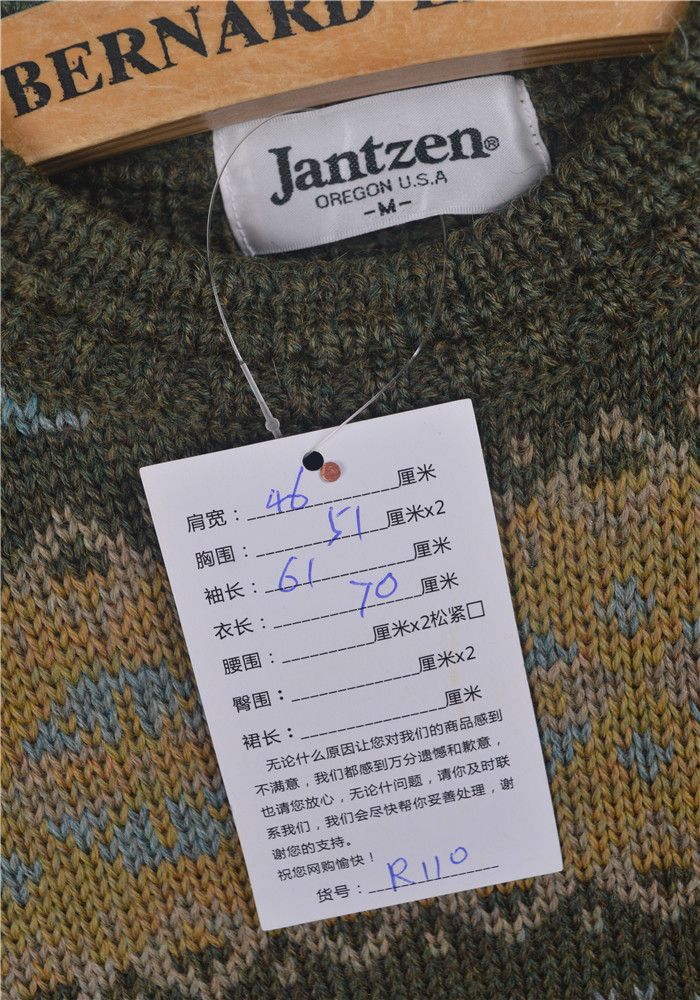 BERNARD
Jantzen®
OREGON U.S.A
-M-
肩宽：46厘米
胸围：51厘米x2
袖长：61厘米
衣长：70厘米
腰围：厘米x2松紧□
臀围：厘米x2
裙长：厘米
无论什么原因让您对我们的商品感到
不满意，我们都感到万分遗憾和歉意，
也请您放心，无论什问题，请你及时联
系我们，我们会尽快帮你妥善处理，谢
谢您的支持。
祝您网购愉快！
货号：R110